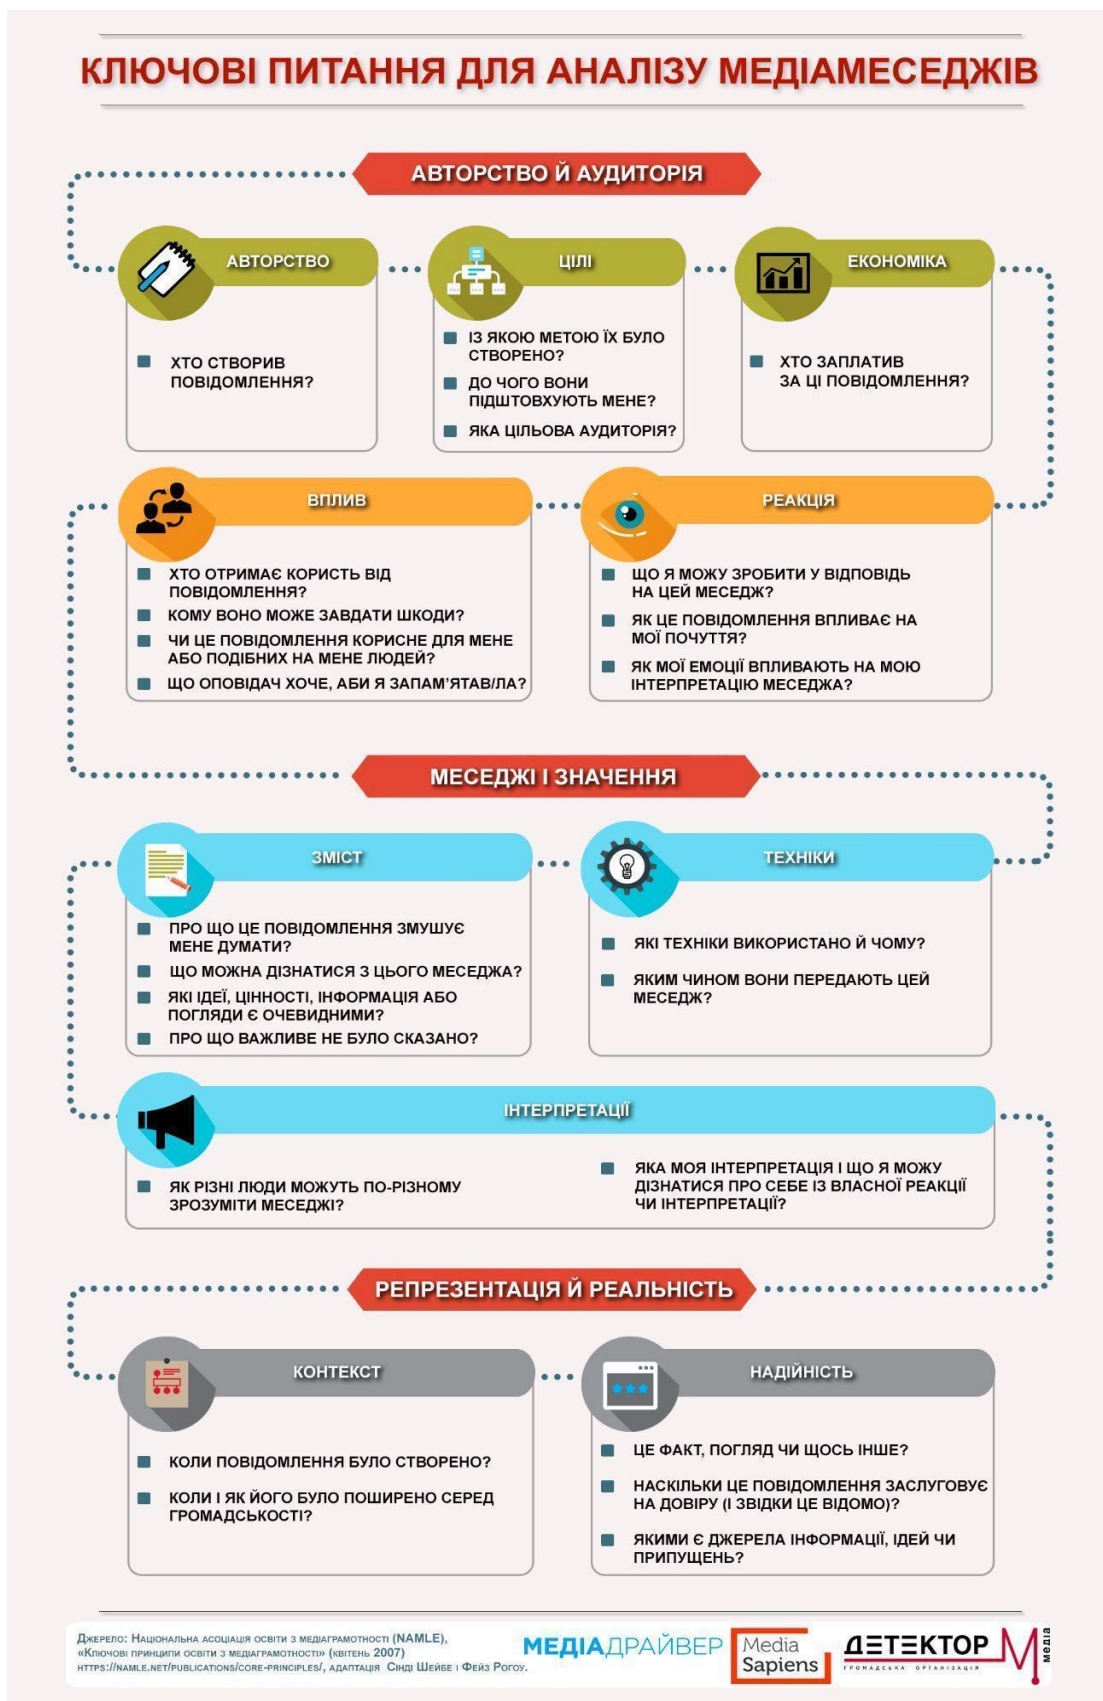 КЛЮЧОВІ ПИТАННЯ ДЛЯ АНАЛІЗУ МЕДІАМЕСЕДЖІВ
АВТОРСТВО Й АУДИТОРІЯ
АВТОРСТВО
ХТО СТВОРИВ
ПОВІДОМЛЕННЯ?
ЦІЛІ
ІЗ ЯКОЮ МЕТОЮ ЇХ БУЛО
СТВОРЕНО?
ДО ЧОГО ВОНИ
ПІДШТОВХУЮТЬ МЕНЕ?
ЯКА ЦІЛЬОВА АУДИТОРІЯ?
ЕКОНОМІКА
ХТО ЗАПЛАТИВ
ЗА ЦІ ПОВІДОМЛЕННЯ?
ВПЛИВ
ХТО ОТРИМАЄ КОРИСТЬ ВІД
ПОВІДОМЛЕННЯ?
КОМУ ВОНО МОЖЕ ЗАВДАТИ ШКОДИ?
ЧИ ЦЕ ПОВІДОМЛЕННЯ КОРИСНЕ ДЛЯ МЕНЕ
АБО ПОДІБНИХ НА МЕНЕ ЛЮДЕЙ?
ЩО ОПОВІДАЧ ХОЧЕ, АБИ Я ЗАПАМ'ЯТАВ/ЛА?
РЕАКЦІЯ
ЩО Я МОЖУ ЗРОБИТИ У ВІДПОВІДЬ
НА ЦЕЙ МЕСЕДЖ?
ЯК ЦЕ ПОВІДОМЛЕННЯ ВПЛИВАЄ НА
МОЇ ПОЧУТТЯ?
ЯК МОЇ ЕМОЦІЇ ВПЛИВАЮТЬ НА МОЮ
ІНТЕРПРЕТАЦІЮ МЕСЕДЖА?
МЕСЕДЖІ І ЗНАЧЕННЯ
ЗМІСТ
ПРО ЩО ЦЕ ПОВІДОМЛЕННЯ ЗМУШУЄ
МЕНЕ ДУМАТИ?
ЩО МОЖНА ДІЗНАТИСЯ З ЦЬОГО МЕСЕДЖА?
ЯКІ ІДЕЇ, ЦІННОСТІ, ІНФОРМАЦІЯ АБО
ПОГЛЯДИ Є ОЧЕВИДНИМИ?
ПРО ЩО ВАЖЛИВЕ НЕ БУЛО СКАЗАНО?
ТЕХНІКИ
ЯКІ ТЕХНІКИ ВИКОРИСТАНО Й ЧОМУ?
ЯКИМ ЧИНОМ ВОНИ ПЕРЕДАЮТЬ ЦЕЙ
МЕСЕДЖ?
ІНТЕРПРЕТАЦІЇ
ЯК РІЗНІ ЛЮДИ МОЖУТЬ ПО-РІЗНОМУ
ЗРОЗУМІТИ МЕСЕДЖІ?
ЯКА МОЯ ІНТЕРПРЕТАЦІЯ І ЩО Я МОЖУ
ДІЗНАТИСЯ ПРО СЕБЕ ІЗ ВЛАСНОЇ РЕАКЦІЇ
ЧИ ІНТЕРПРЕТАЦІЇ?
РЕПРЕЗЕНТАЦІЯ Й РЕАЛЬНІСТЬ
КОНТЕКСТ
КОЛИ ПОВІДОМЛЕННЯ БУЛО СТВОРЕНО?
КОЛИ І ЯК ЙОГО БУЛО ПОШИРЕНО СЕРЕД
ГРОМАДСЬКОСТІ?
НАДІЙНІСТЬ
ЦЕ ФАКТ, ПОГЛЯД ЧИ ЩОСЬ ІНШЕ?
НАСКІЛЬКИ ЦЕ ПОВІДОМЛЕННЯ ЗАСЛУГОВУЄ
НА ДОВІРУ (І ЗВІДКИ ЦЕ ВІДОМО)?
ЯКИМИ Є ДЖЕРЕЛА ІНФОРМАЦІЇ, ІДЕЙ ЧИ
ПРИПУЩЕНЬ?
ДЖЕРЕЛО: НАЦІОНАЛЬНА АСОЦІАЦІЯ ОСВІТИ З МЕДІАГРАМОТНОСТІ (NAMLE),
«КЛЮЧОВІ ПРИНЦИПИ ОСВІТИ З МЕДІАГРАМОТНОСТІ» (КВІТЕНЬ 2007)
HTTPS://NAMLE.NET/PUBLICATIONS/CORE-PRINCIPLES/, АДАПТАЦІЯ СІНДІ ШЕЙБЕ І ФЕЙЗ РОГОУ.
МЕДІАДРАЙВЕР
Media
Sapiens
ДЕТЕКТОР
ГРОМАДСЬКА ОРГАНІЗАЦІЯ
МЕДІА